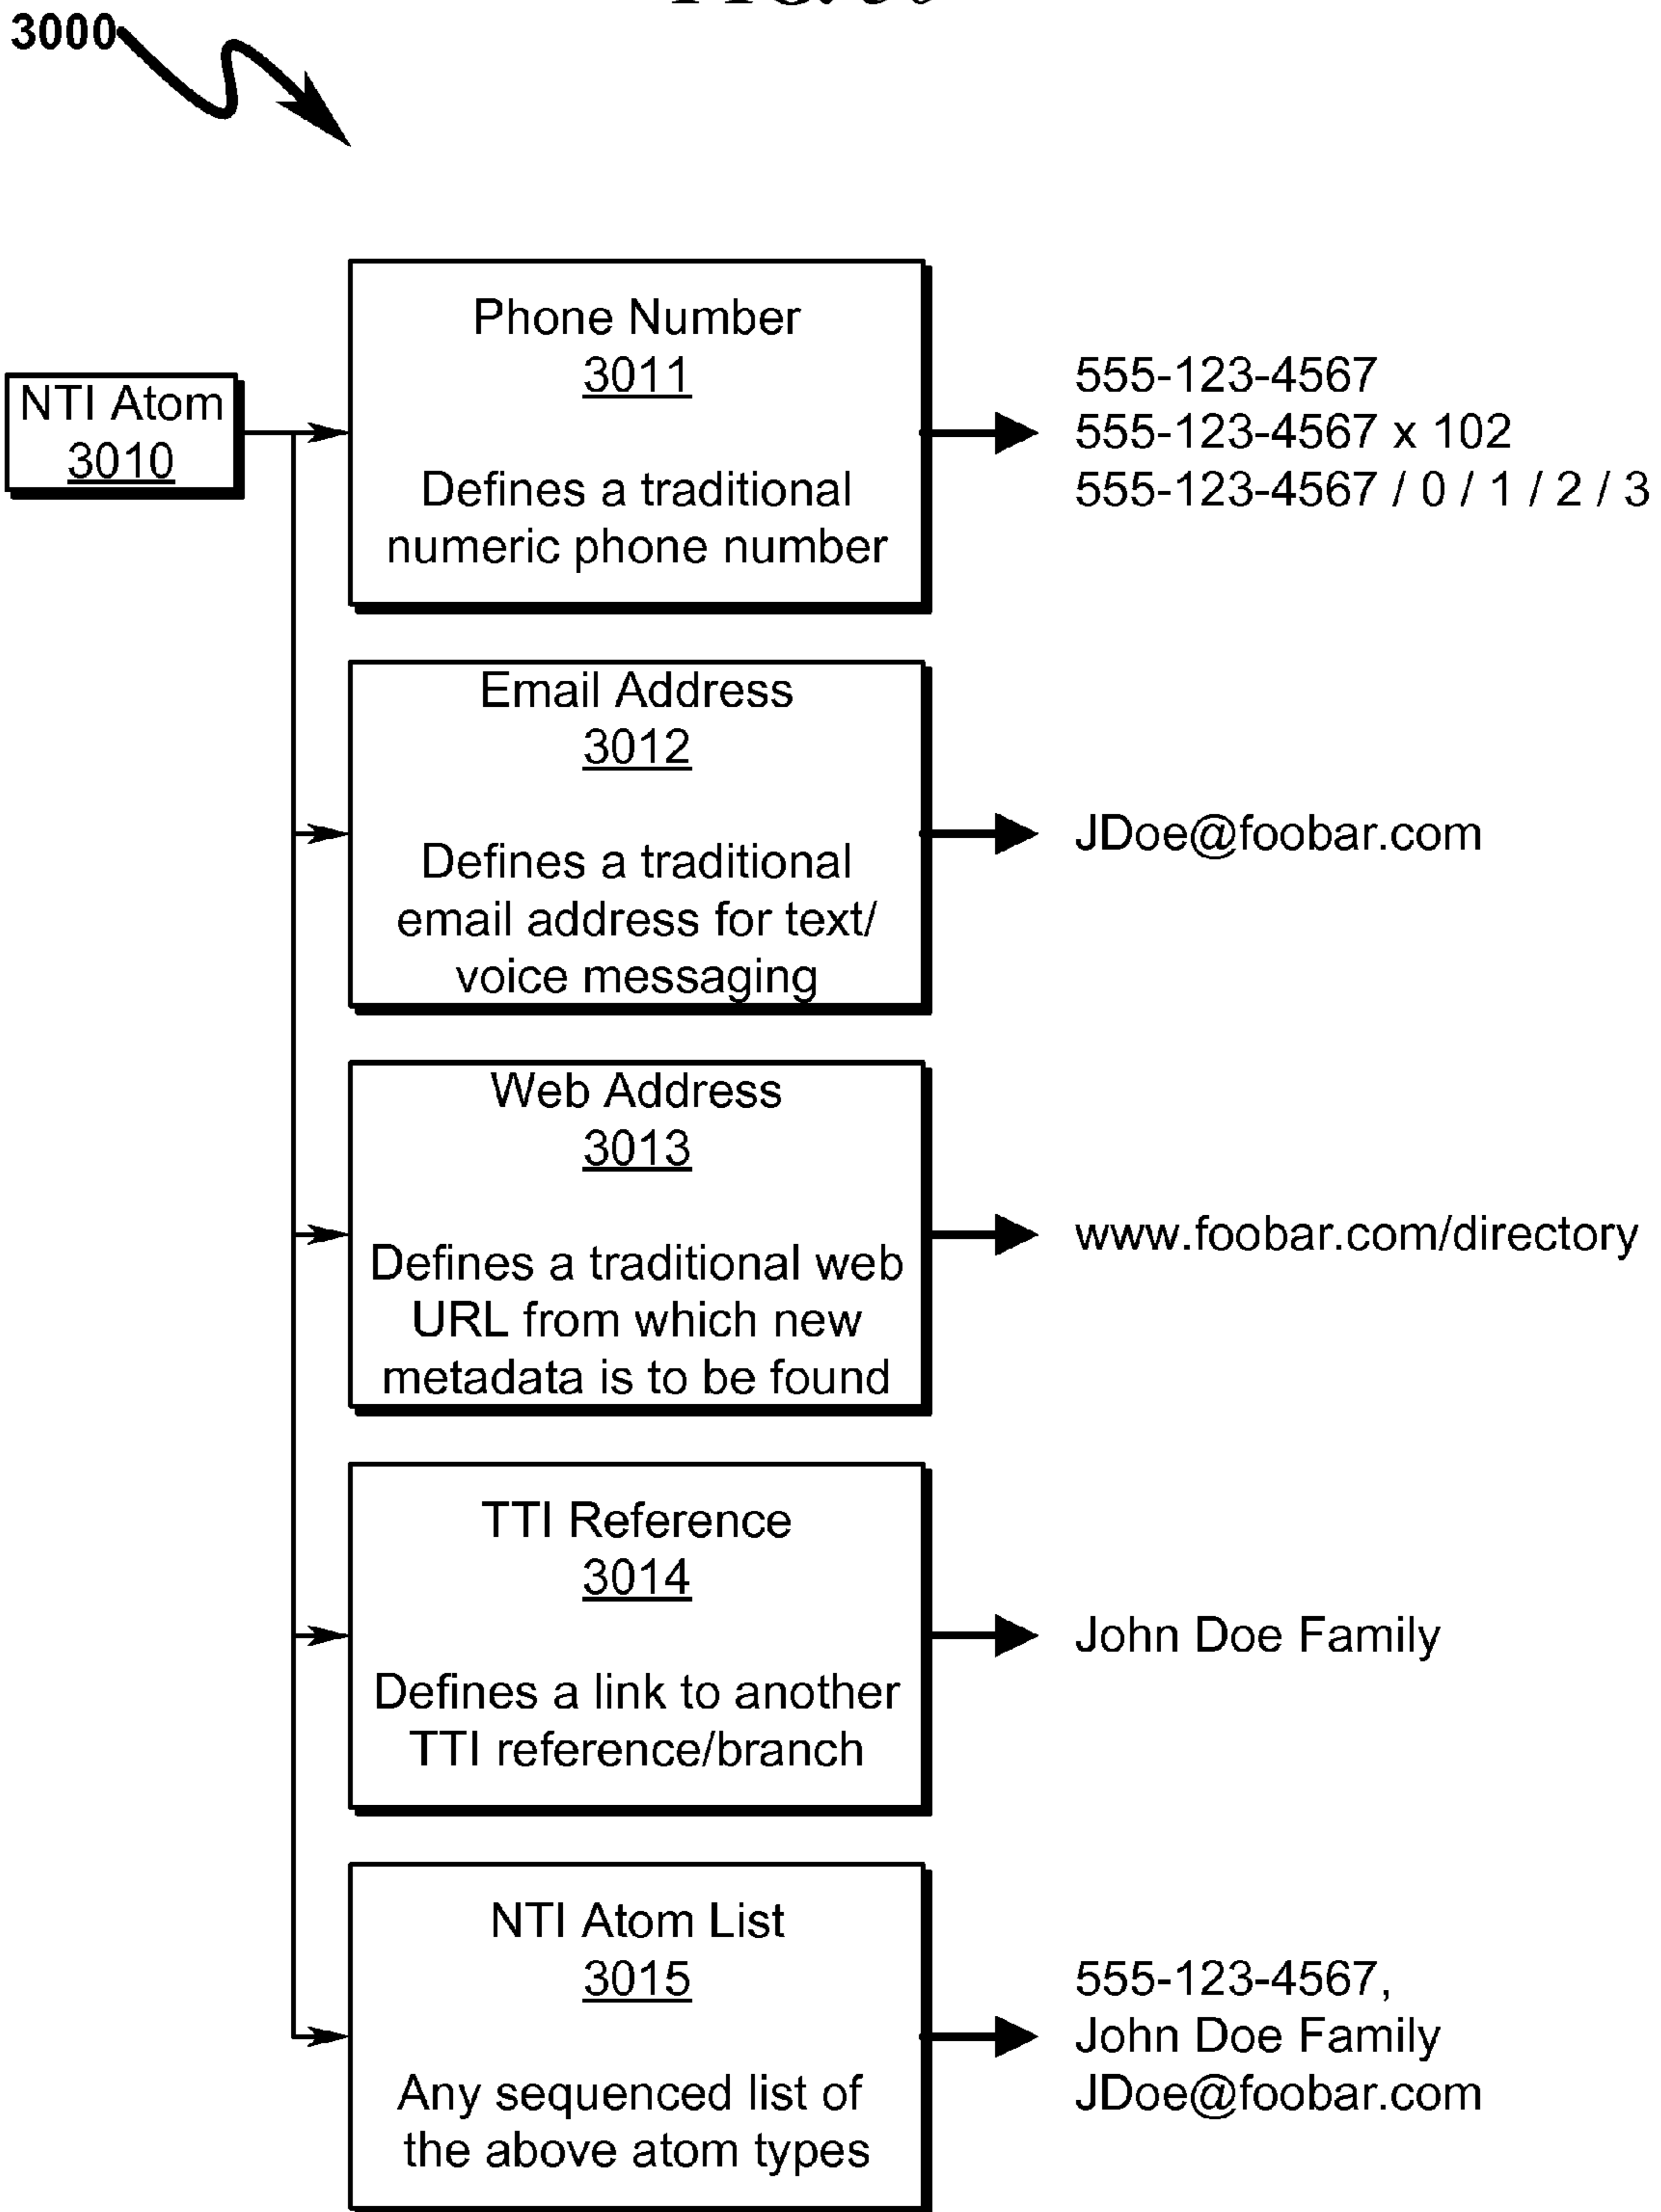 3000
Phone Number
3011
Defines a traditional
numeric phone number
555-123-4567
555-123-4567 x 102
555-123-4567 / 0 / 1 / 2 / 3
NTI Atom
3010
Email Address
3012
Defines a traditional
email address for text/
voice messaging
JDoe@foobar.com
Web Address
3013
Defines a traditional web
URL from which new
metadata is to be found
www.foobar.com/directory
TTI Reference
3014
Defines a link to another
TTI reference/branch
John Doe Family
NTI Atom List
3015
Any sequenced list of
the above atom types
555-123-4567,
John Doe Family
JDoe@foobar.com